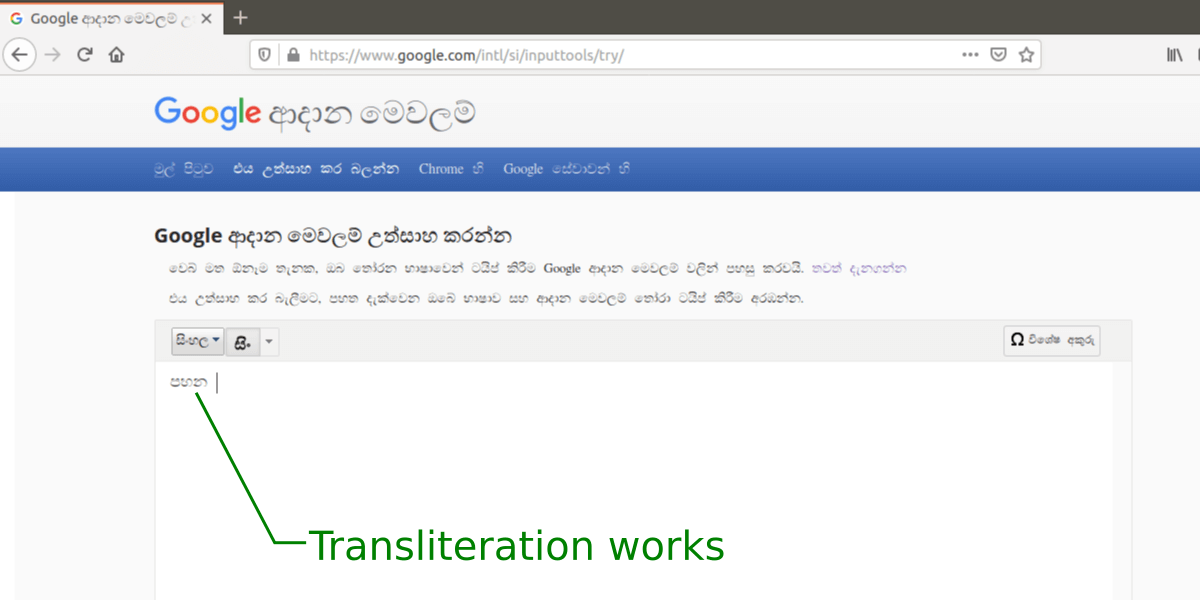 Google ආදාන මෙවලම් උ
https://www.google.com/intl/si/inputtools/try/
Google ආදාන මෙවලම්
මුල් පිටුව එය උත්සාහ කර බලන්න Chrome හි Google සේවාවන් හි
Google ආදාන මෙවලම් උත්සාහ කරන්න
වෙබ් මත ඕනෑම තැනක, ඔබ තෝරන භාෂාවෙන් ටයිප් කිරීම Google ආදාන මෙවලම් වලින් පහසු කරවයි. තවත් දැනගන්න
එය උත්සාහ කර බැලීමට, පහත දැක්වෙන ඔබේ භාෂාව සහ ආදාන මෙවලම් තෝරා ටයිප් කිරීම අරඹන්න.
සිංහල සිං Ω විශේෂ අකුරු
පහන
Transliteration works